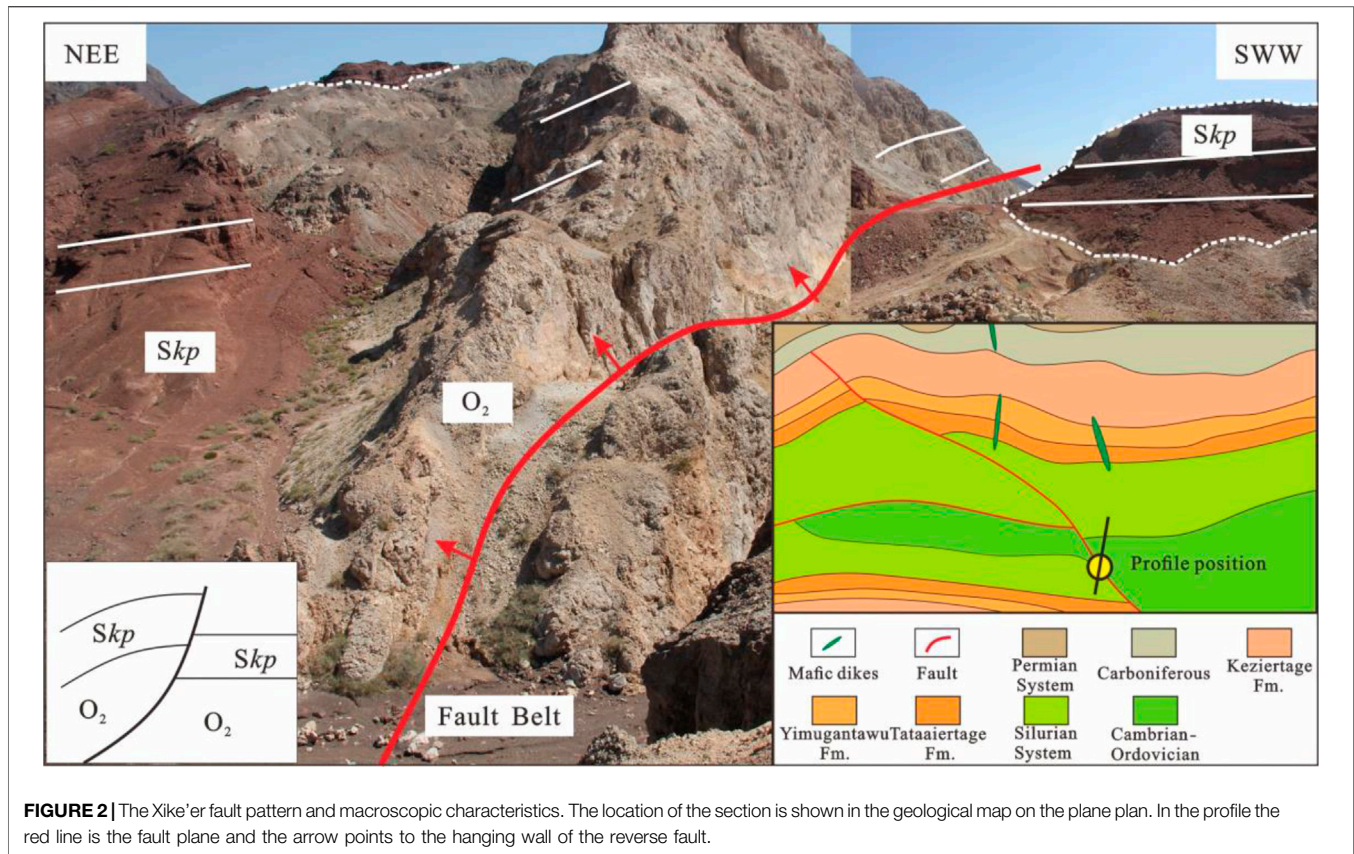 NEE
SWW
Skp
Skp
O₂
Fault Belt
Skp
Skp
O₂
O₂
Profile position
Mafic dikes
Fault
Permian
System
Carboniferous
Keziertage
Fm.
Yimugantawu
Fm.
Tataaiertage
Fm.
Silurian
System
Cambrian-
Ordovician
FIGURE 2 | The Xike’er fault pattern and macroscopic characteristics. The location of the section is shown in the geological map on the plane plan. In the profile the
red line is the fault plane and the arrow points to the hanging wall of the reverse fault.